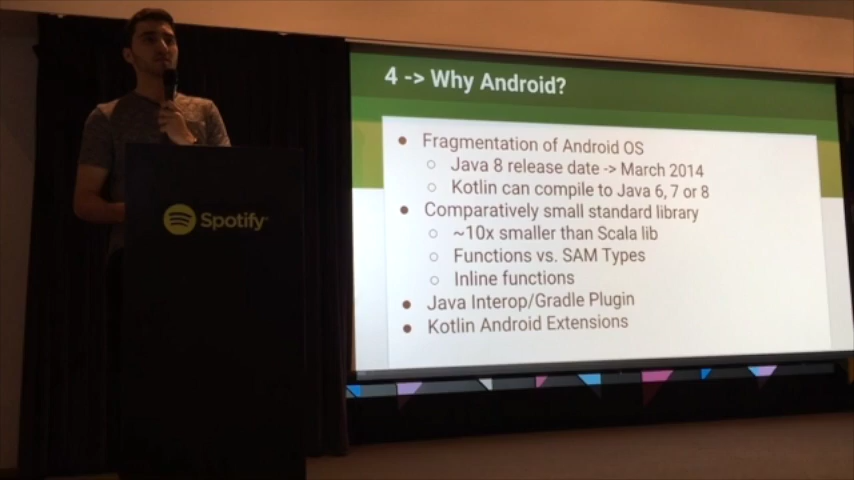 4 -> Why Android?
● Fragmentation of Android OS
○ Java 8 release date -> March 2014
○ Kotlin can compile to Java 6, 7 or 8
● Comparatively small standard library
○ ~10x smaller than Scala lib
○ Functions vs. SAM Types
○ Inline functions
● Java Interop/Gradle Plugin
● Kotlin Android Extensions
Spotify